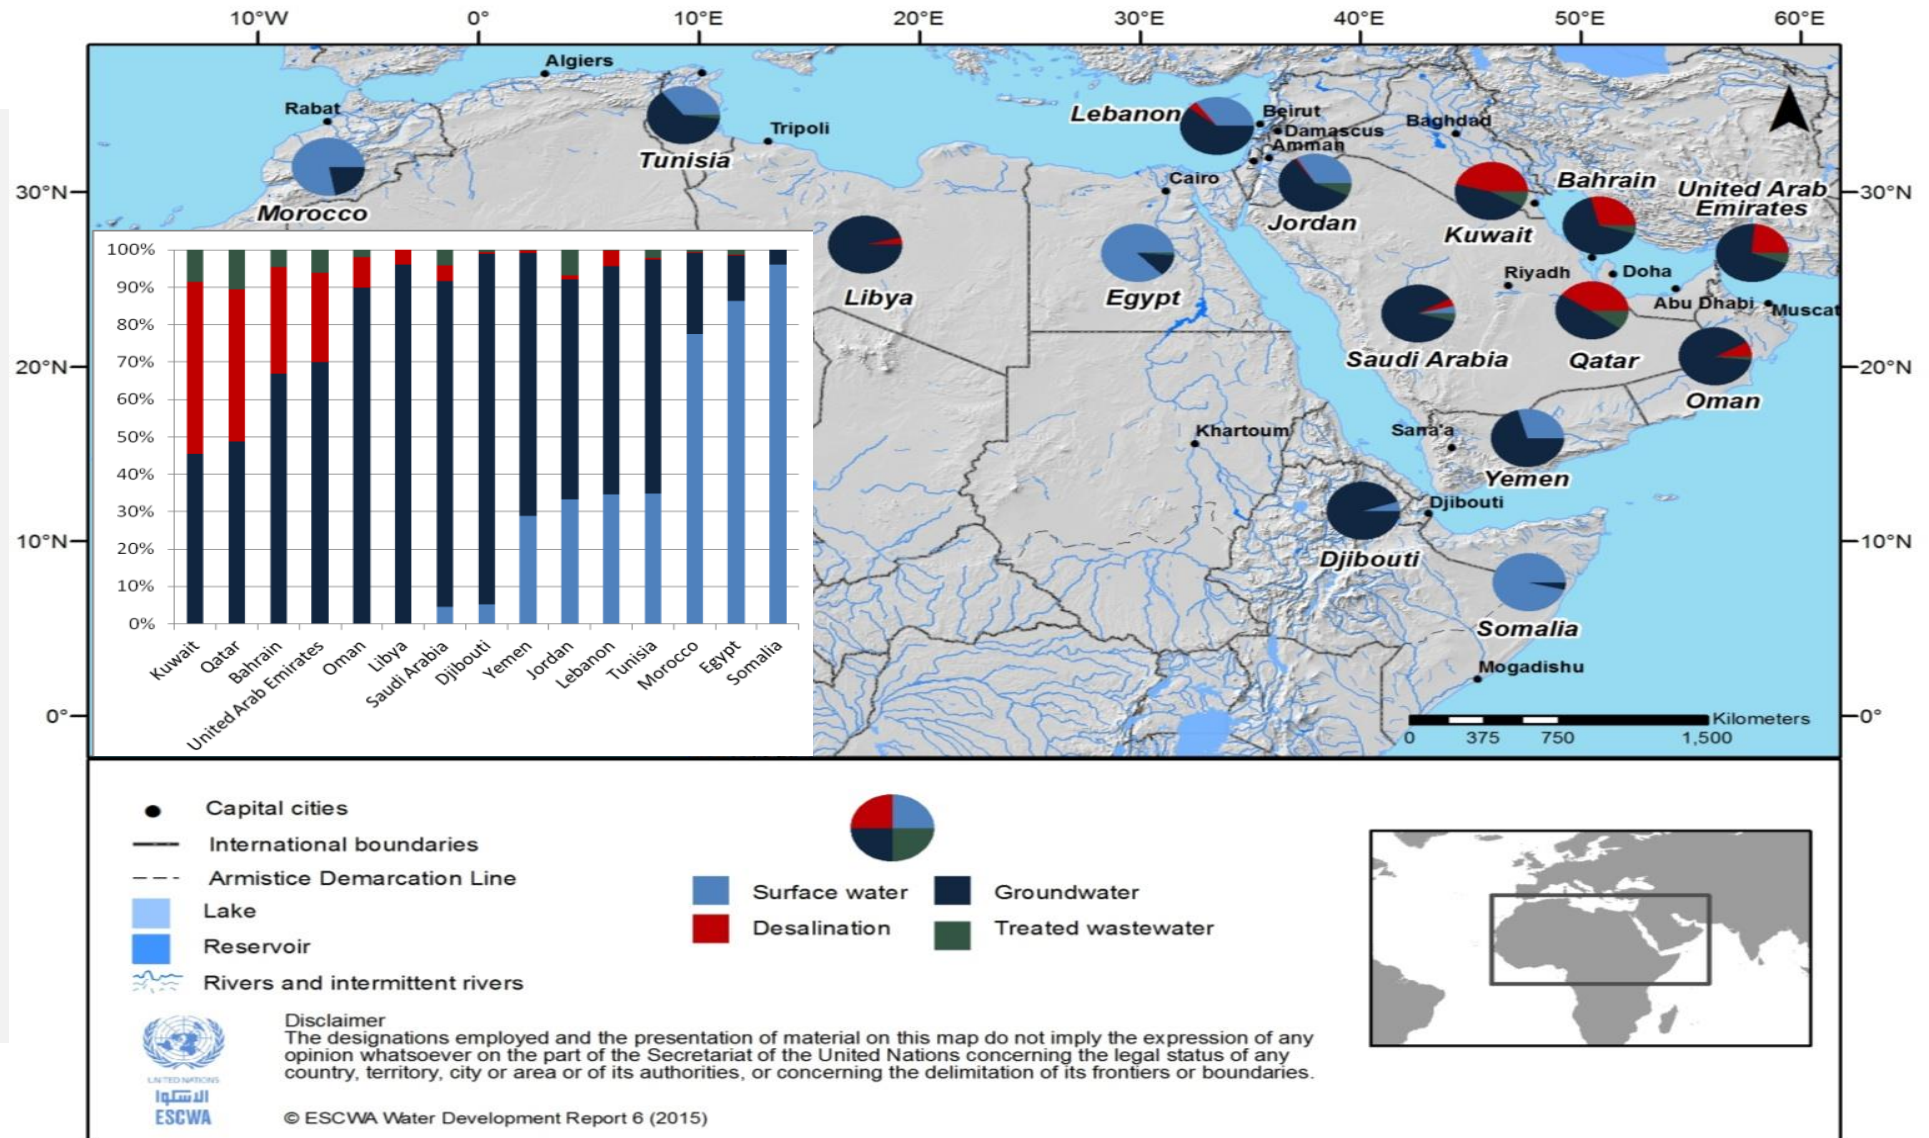 10°W 0° 10°E 20°E 30°E 40°E 50°E 60°E
N
Algiers
Rabat
Tripoli
Tunisia
Morocco
Lebanon
Beirut
Damascus
Amman
Baghdad
Cairo
Jordan
Kuwait
Bahrain
United Arab
Emirates
30°N
30°N
Libya
Egypt
Riyadh
Doha
Abu Dhabi
Muscat
Saudi Arabia
Qatar
Oman
20°N
20°N
Khartoum
Sana'a
Yemen
Djibouti
Djibouti
10°N
10°N
Somalia
Mogadishu
0°
0°
Kilometers
0 375 750 1,500
100%
90%
80%
70%
60%
50%
40%
30%
20%
10%
0%
Kuwait
Qatar
Bahrain
United Arab Emirates
Oman
Libya
Saudi Arabia
Djibouti
Yemen
Jordan
Lebanon
Tunisia
Morocco
Egypt
Somalia
Capital cities
International boundaries
Armistice Demarcation Line
Lake
Reservoir
Rivers and intermittent rivers
Surface water
Groundwater
Desalination
Treated wastewater
UNITED NATIONS
الاسكوا
ESCWA
Disclaimer
The designations employed and the presentation of material on this map do not imply the expression of any
opinion whatsoever on the part of the Secretariat of the United Nations concerning the legal status of any
country, territory, city or area or of its authorities, or concerning the delimitation of its frontiers or boundaries.
© ESCWA Water Development Report 6 (2015)